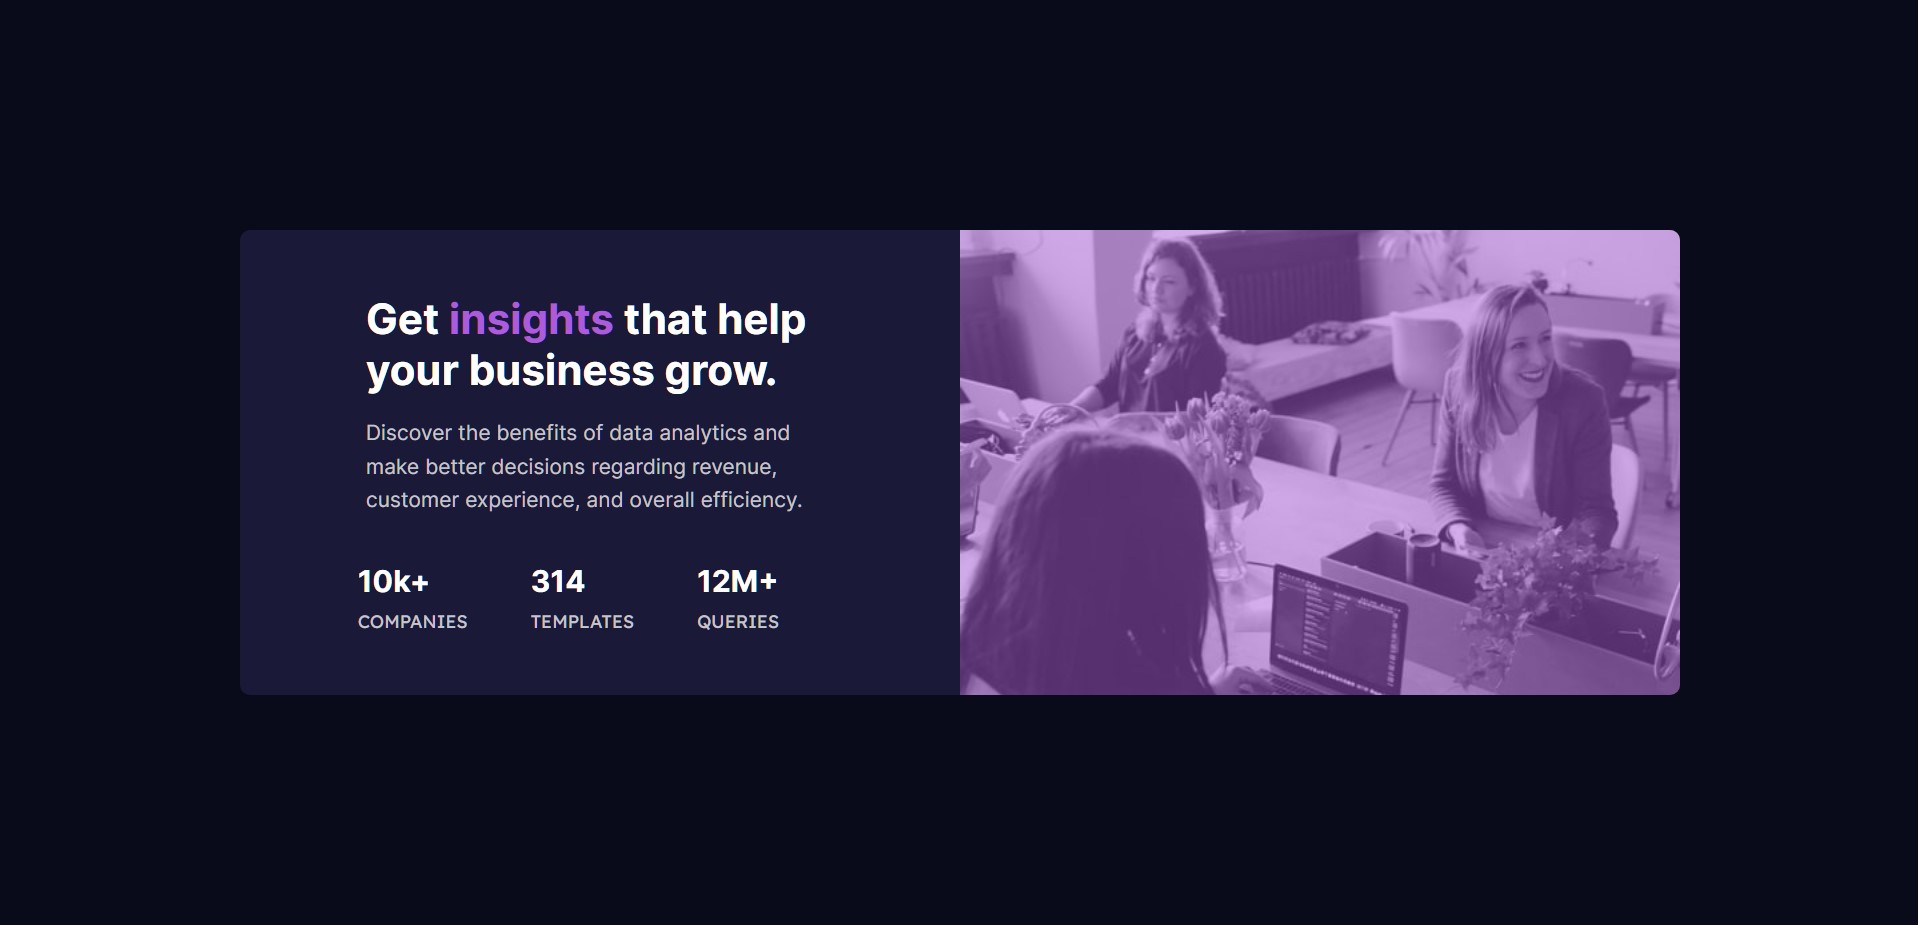 Get insights that help
your business grow.
Discover the benefits of data analytics and
make better decisions regarding revenue,
customer experience, and overall efficiency.
10k+ 314 12M+
COMPANIES TEMPLATES QUERIES